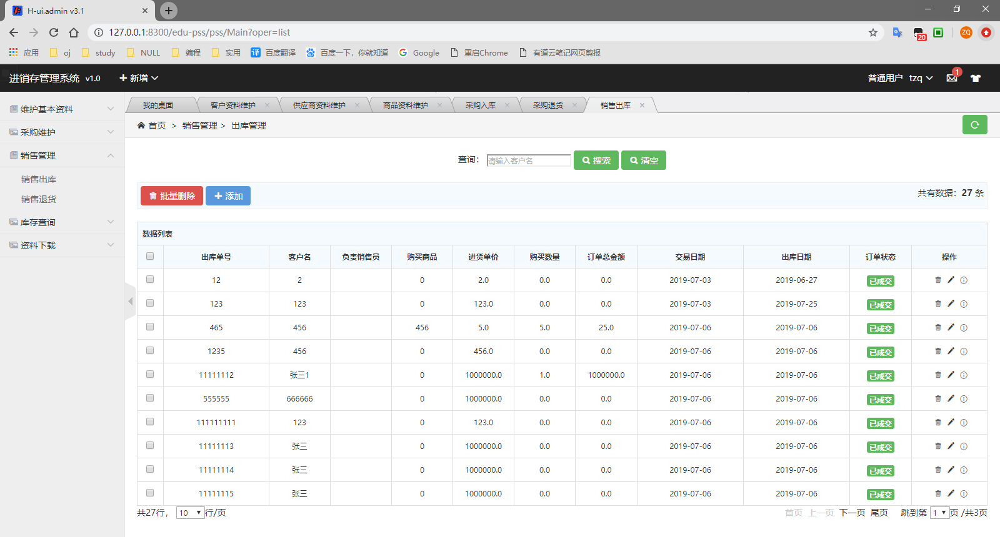 H-ui.admin v3.1
127.0.0.1:8300/edu-pss/pss/Main?oper=list
20
ZQ
应用 oj study NULL 编程 实用 译 百度翻译 百度一下，你就知道 Google 重启Chrome 有道云笔记网页剪报
进销存管理系统 v1.0 新增 普通用户 tzq 1
维护基本资料
采购维护
销售管理
销售出库
销售退货
库存查询
资料下载
我的桌面 客户资料维护 供应商资料维护 商品资料维护 采购入库 采购退货 销售出库
首页 > 销售管理 > 出库管理
查询： 请输入客户名 搜索 清空
批量删除 添加 共有数据：27 条
数据列表
出库单号 客户名 负责销售员 购买商品 进货单价 购买数量 订单总金额 交易日期 出库日期 订单状态 操作
12 2 0 2.0 0.0 0.0 2019-07-03 2019-06-27 已成交
123 123 0 123.0 0.0 0.0 2019-07-03 2019-07-25 已成交
465 456 456 5.0 5.0 25.0 2019-07-06 2019-07-06 已成交
1235 456 0 456.0 0.0 0.0 2019-07-06 2019-07-06 已成交
11111112 张三1 0 1000000.0 1.0 1000000.0 2019-07-06 2019-07-06 已成交
555555 666666 0 1000000.0 0.0 0.0 2019-07-06 2019-07-06 已成交
111111111 123 0 123.0 0.0 0.0 2019-07-06 2019-07-06 已成交
11111113 张三 0 1000000.0 0.0 0.0 2019-07-06 2019-07-06 已成交
11111114 张三 0 1000000.0 0.0 0.0 2019-07-06 2019-07-06 已成交
11111115 张三 0 1000000.0 0.0 0.0 2019-07-06 2019-07-06 已成交
共27行， 10 行/页 首页 上一页 下一页 尾页 跳到第 1 页 /共3页